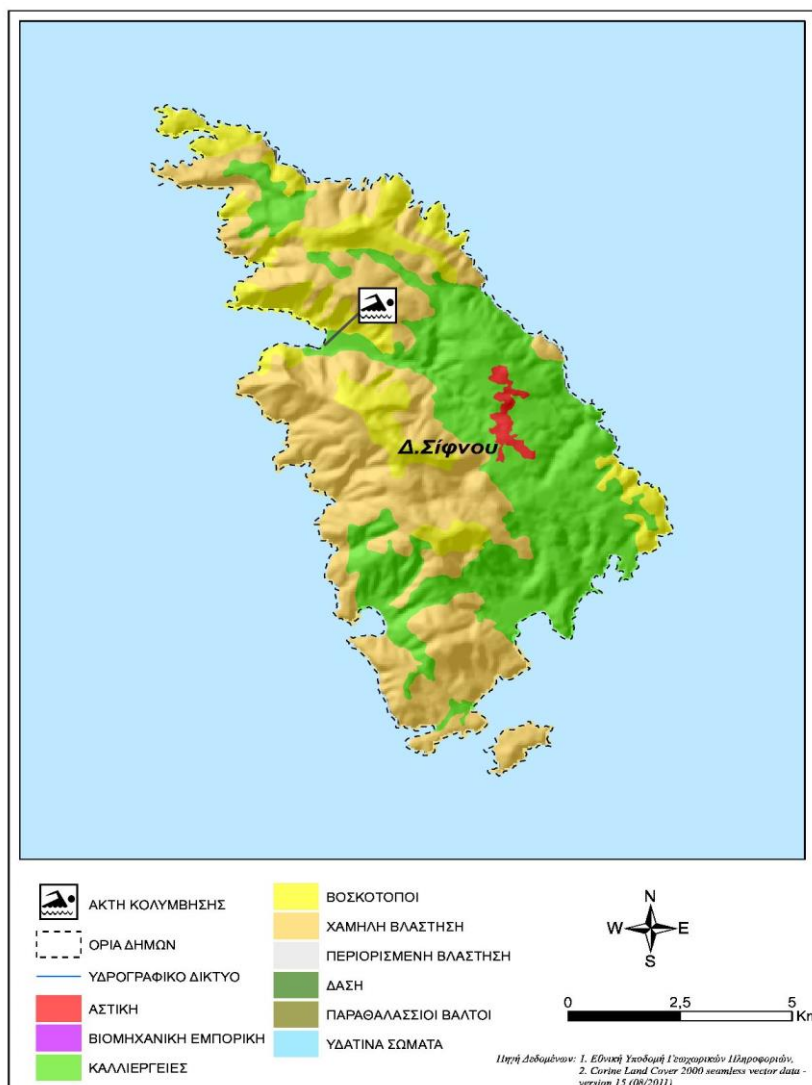 Δ.Σίφνου
ΑΚΤΗ ΚΟΛΥΜΒΗΣΗΣ
ΟΡΙΑ ΔΗΜΩΝ
ΥΔΡΟΓΡΑΦΙΚΟ ΔΙΚΤΥΟ
ΑΣΤΙΚΗ
ΒΙΟΜΗΧΑΝΙΚΗ ΕΜΠΟΡΙΚΗ
ΚΑΛΛΙΕΡΓΕΙΕΣ
ΒΟΣΚΟΤΟΠΟΙ
ΧΑΜΗΛΗ ΒΛΑΣΤΗΣΗ
ΠΕΡΙΟΡΙΣΜΕΝΗ ΒΛΑΣΤΗΣΗ
ΔΑΣΗ
ΠΑΡΑΘΑΛΑΣΣΙΟΙ ΒΑΛΤΟΙ
ΥΔΑΤΙΝΑ ΣΩΜΑΤΑ
N
W E
S
0 2,5 5
Km
Πηγή Δεδομένων: 1. Εθνική Υποδομή Γεωχωρικών Πληροφοριών,
2. Corine Land Cover 2000 seamless vector data -
version 15 (08/2011)